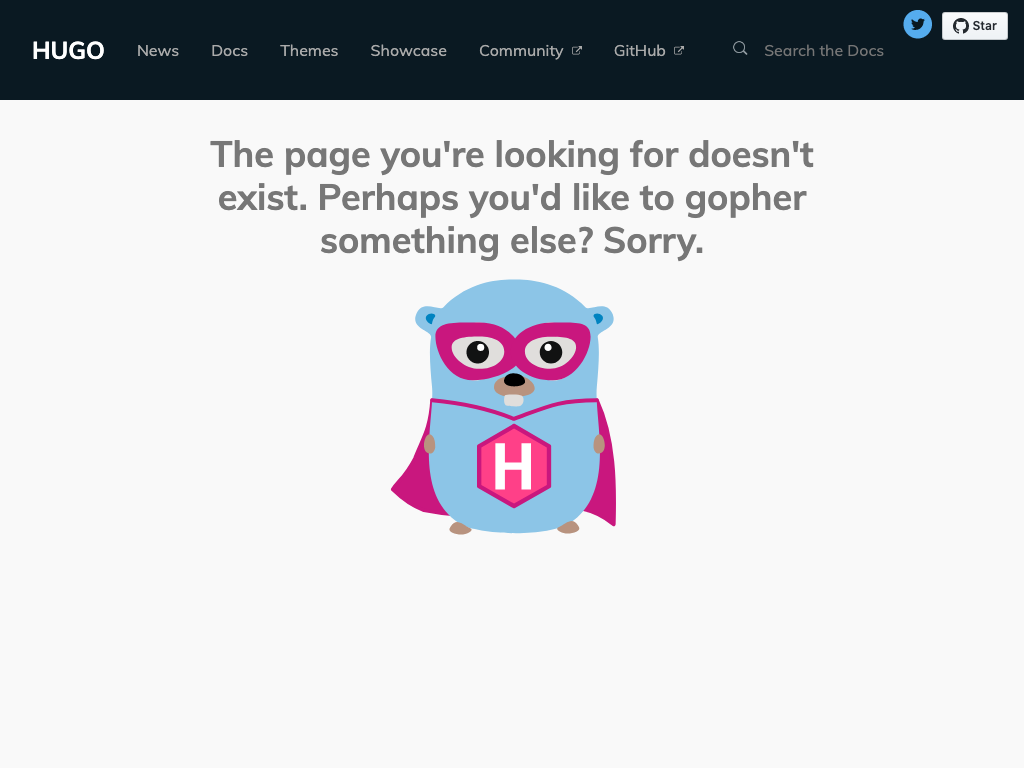 HUGO News Docs Themes Showcase Community GitHub Search the Docs Star
The page you're looking for doesn't
exist. Perhaps you'd like to gopher
something else? Sorry.
H